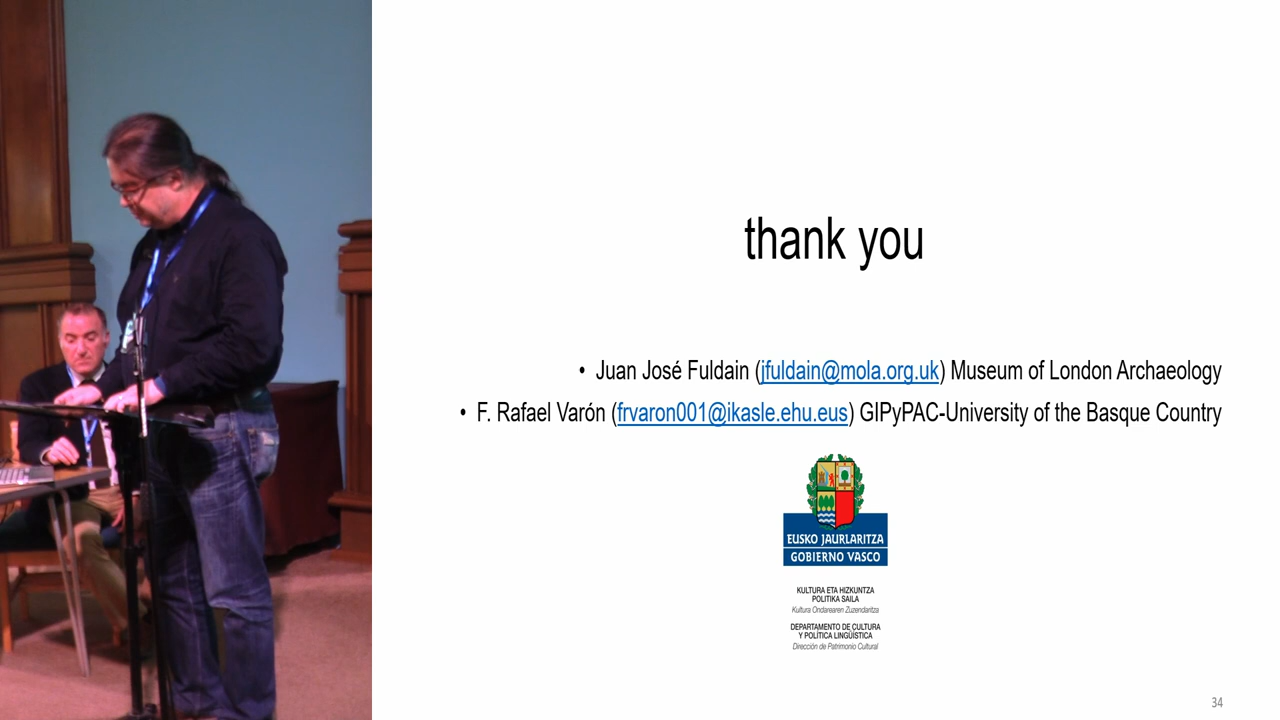 thank you
• Juan José Fuldain (jfuldain@mola.org.uk) Museum of London Archaeology
• F. Rafael Varón (frvaron001@ikasle.ehu.eus) GIPyPAC-University of the Basque Country
EUSKO JAURLARITZA
GOBIERNO VASCO
KULTURA ETA HIZKUNTZA
POLITIKA SAILA
Kultura Ondarearen Zuzendaritza
DEPARTAMENTO DE CULTURA
Y POLÍTICA LINGÜÍSTICA
Dirección de Patrimonio Cultural
34